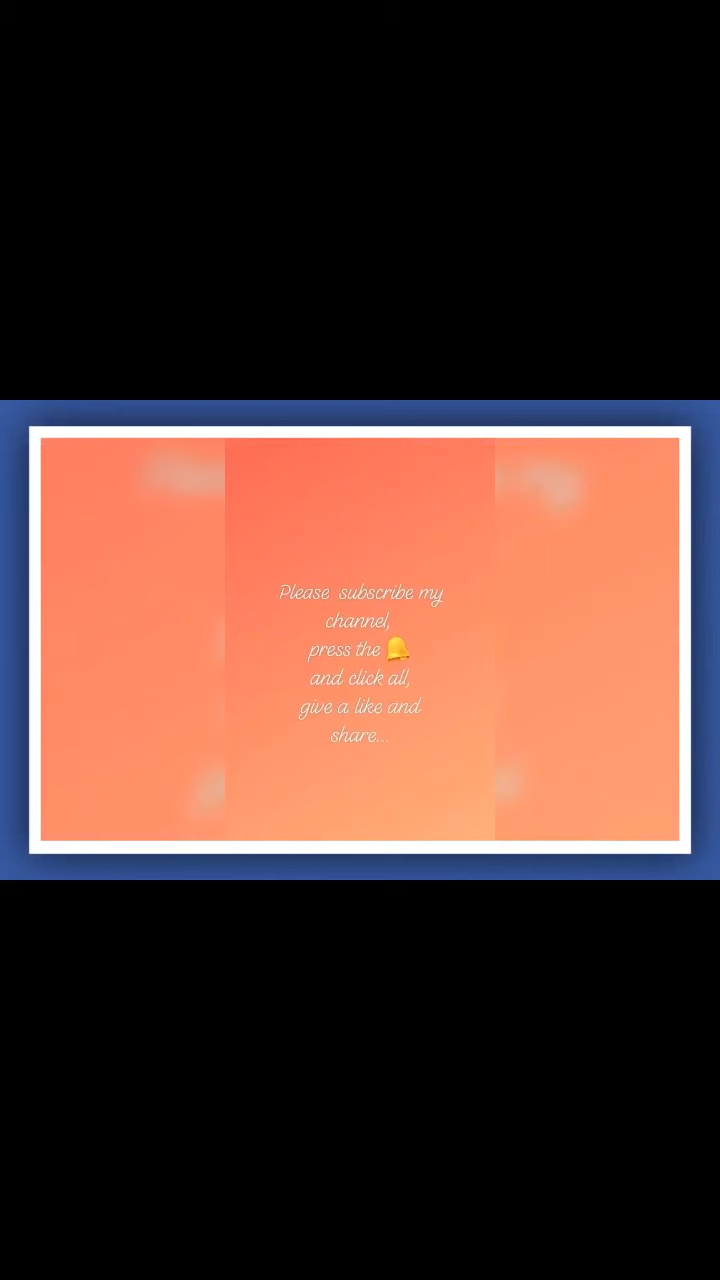 Please subscribe my
channel,
press the 🔔
and click all,
give a like and
share...